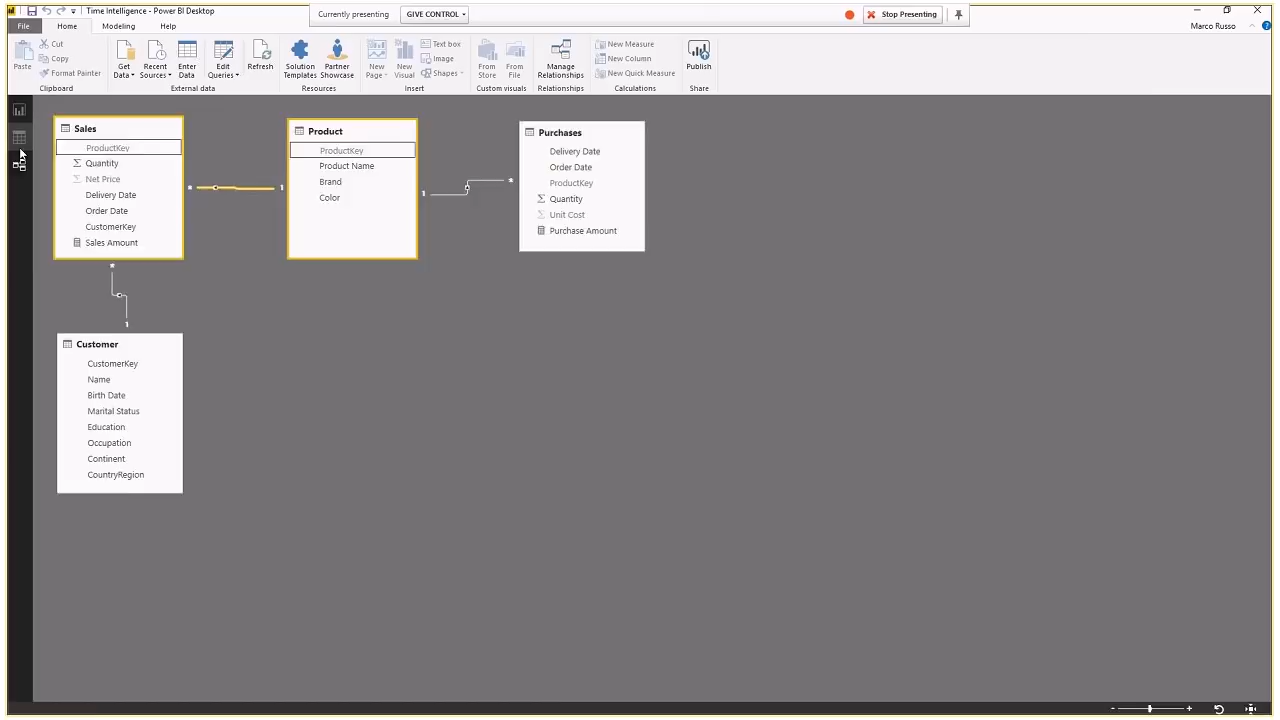 Time Intelligence - Power BI Desktop
Currently presenting
GIVE CONTROL
Stop Presenting
Marco Russo
File
Home
Modeling
Help
Paste
Cut
Copy
Format Painter
Clipboard
Get Data
Recent Sources
Enter Data
Edit Queries
Refresh
External data
Solution Templates
Partner Showcase
Resources
New Page
New Visual
Text box
Image
Shapes
Insert
From Store
From File
Custom visuals
Manage Relationships
Relationships
New Measure
New Column
New Quick Measure
Calculations
Publish
Share
Sales
ProductKey
Quantity
Net Price
Delivery Date
Order Date
CustomerKey
Sales Amount
* 1
Product
ProductKey
Product Name
Brand
Color
1 *
Purchases
Delivery Date
Order Date
ProductKey
Quantity
Unit Cost
Purchase Amount
*
1
Customer
CustomerKey
Name
Birth Date
Marital Status
Education
Occupation
Continent
CountryRegion